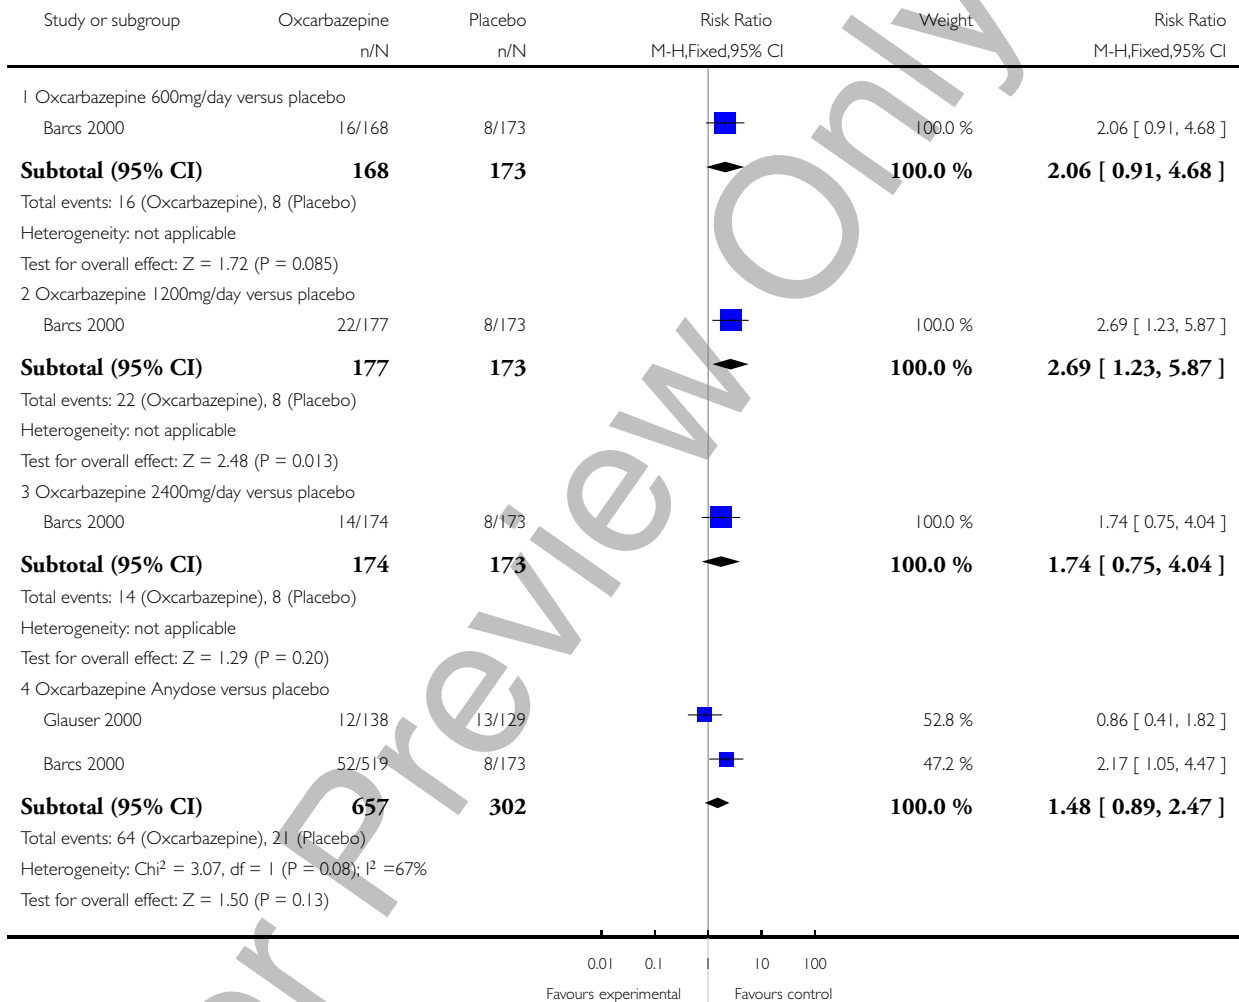 Study or subgroup Oxcarbazepine Placebo Risk Ratio Weight Risk Ratio
n/N n/N M-H,Fixed,95% CI M-H,Fixed,95% CI
1 Oxcarbazepine 600mg/day versus placebo
Barcs 2000 16/168 8/173 100.0 % 2.06 [ 0.91, 4.68 ]
Subtotal (95% CI) 168 173 100.0 % 2.06 [ 0.91, 4.68 ]
Total events: 16 (Oxcarbazepine), 8 (Placebo)
Heterogeneity: not applicable
Test for overall effect: Z = 1.72 (P = 0.085)
2 Oxcarbazepine 1200mg/day versus placebo
Barcs 2000 22/177 8/173 100.0 % 2.69 [ 1.23, 5.87 ]
Subtotal (95% CI) 177 173 100.0 % 2.69 [ 1.23, 5.87 ]
Total events: 22 (Oxcarbazepine), 8 (Placebo)
Heterogeneity: not applicable
Test for overall effect: Z = 2.48 (P = 0.013)
3 Oxcarbazepine 2400mg/day versus placebo
Barcs 2000 14/174 8/173 100.0 % 1.74 [ 0.75, 4.04 ]
Subtotal (95% CI) 174 173 100.0 % 1.74 [ 0.75, 4.04 ]
Total events: 14 (Oxcarbazepine), 8 (Placebo)
Heterogeneity: not applicable
Test for overall effect: Z = 1.29 (P = 0.20)
4 Oxcarbazepine Anydose versus placebo
Glauser 2000 12/138 13/129 52.8 % 0.86 [ 0.41, 1.82 ]
Barcs 2000 52/519 8/173 47.2 % 2.17 [ 1.05, 4.47 ]
Subtotal (95% CI) 657 302 100.0 % 1.48 [ 0.89, 2.47 ]
Total events: 64 (Oxcarbazepine), 21 (Placebo)
Heterogeneity: Chi² = 3.07, df = 1 (P = 0.08); I² =67%
Test for overall effect: Z = 1.50 (P = 0.13)
0.01 0.1 1 10 100
Favours experimental Favours control
r Preview Only